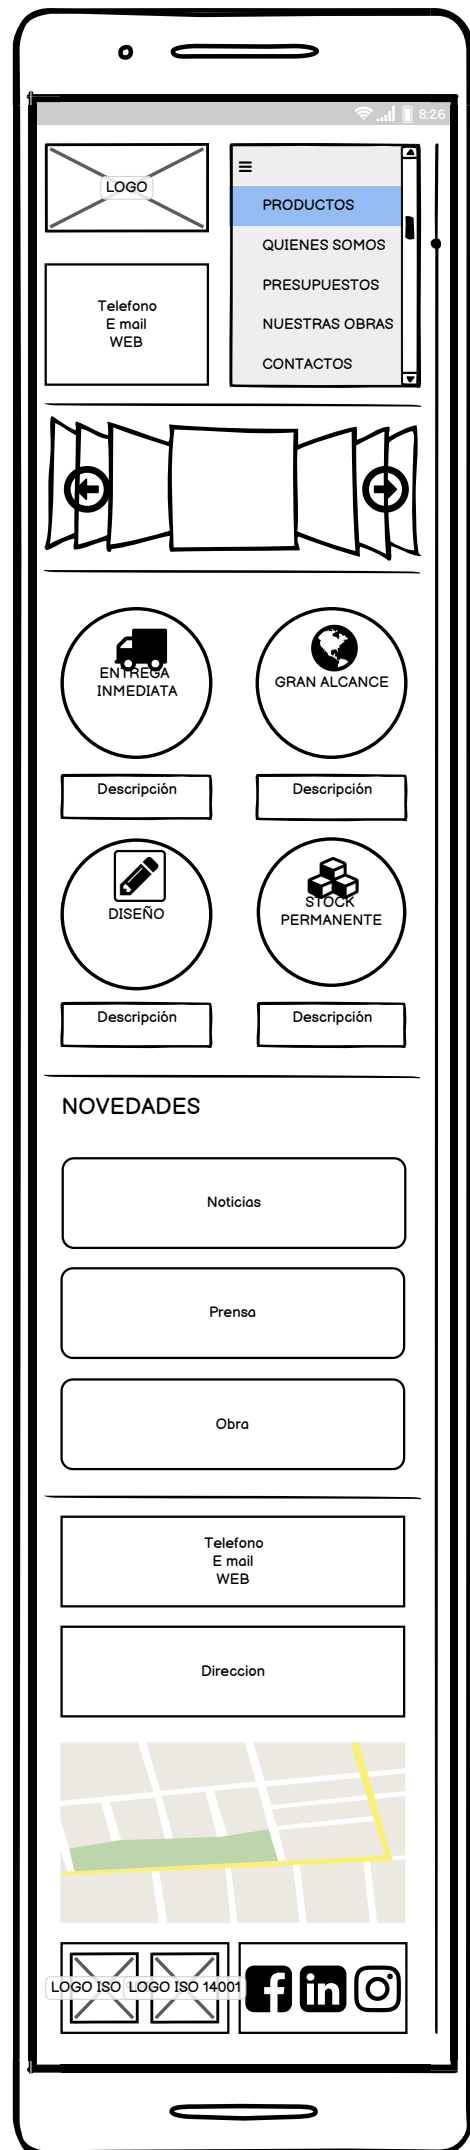 8:26
LOGO
Telefono
E mail
WEB
PRODUCTOS
QUIENES SOMOS
PRESUPUESTOS
NUESTRAS OBRAS
CONTACTOS
ENTREGA
INMEDIATA
GRAN ALCANCE
Descripción
Descripción
DISEÑO
STOCK
PERMANENTE
Descripción
Descripción
NOVEDADES
Noticias
Prensa
Obra
Telefono
E mail
WEB
Direccion
LOGO ISO
LOGO ISO 14001